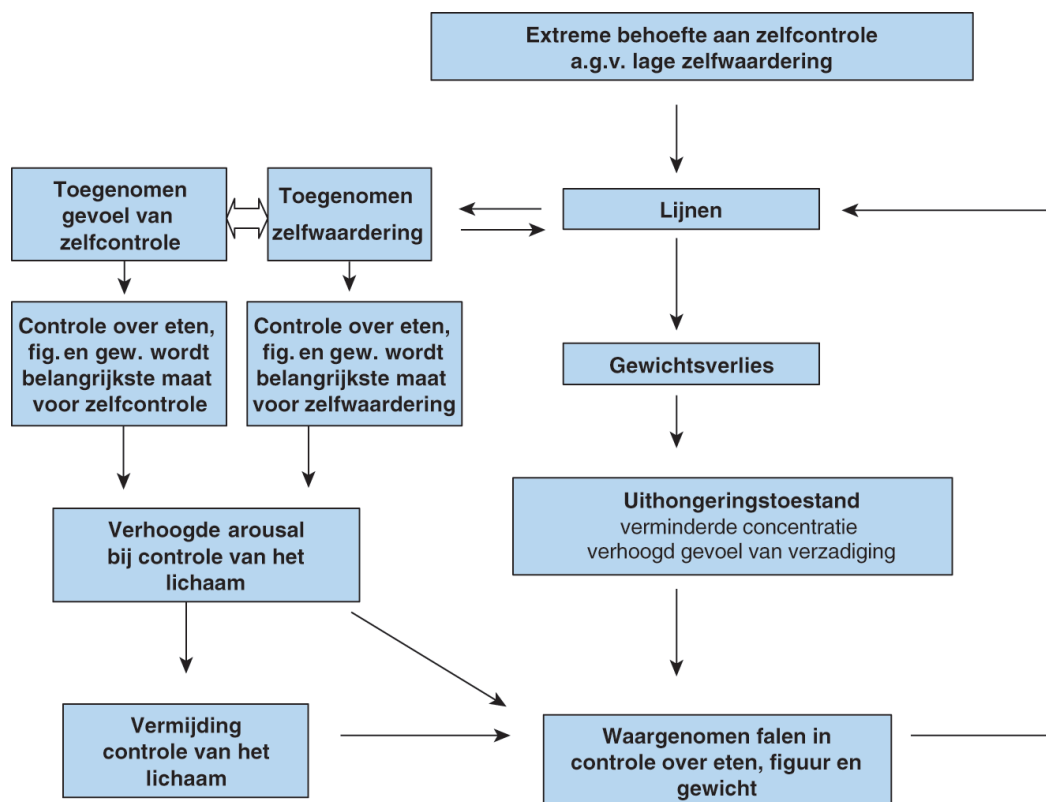 Extreme behoefte aan zelfcontrole
a.g.v. lage zelfwaardering
Toegenomen
gevoel van
zelfcontrole
Toegenomen
zelfwaardering
Lijnen
Controle over eten,
fig. en gew. wordt
belangrijkste maat
voor zelfcontrole
Controle over eten,
fig. en gew. wordt
belangrijkste maat
voor zelfwaardering
Gewichtsverlies
Verhoogde arousal
bij controle van het
lichaam
Uithongeringstoestand
verminderde concentratie
verhoogd gevoel van verzadiging
Vermijding
controle van het
lichaam
Waargenomen falen in
controle over eten, figuur en
gewicht